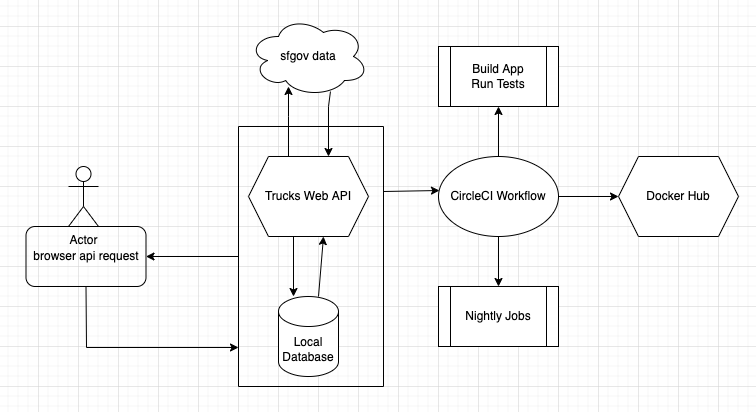 sfgov data
Build App
Run Tests
Trucks Web API
CircleCI Workflow
Docker Hub
Actor
browser api request
Nightly Jobs
Local
Database